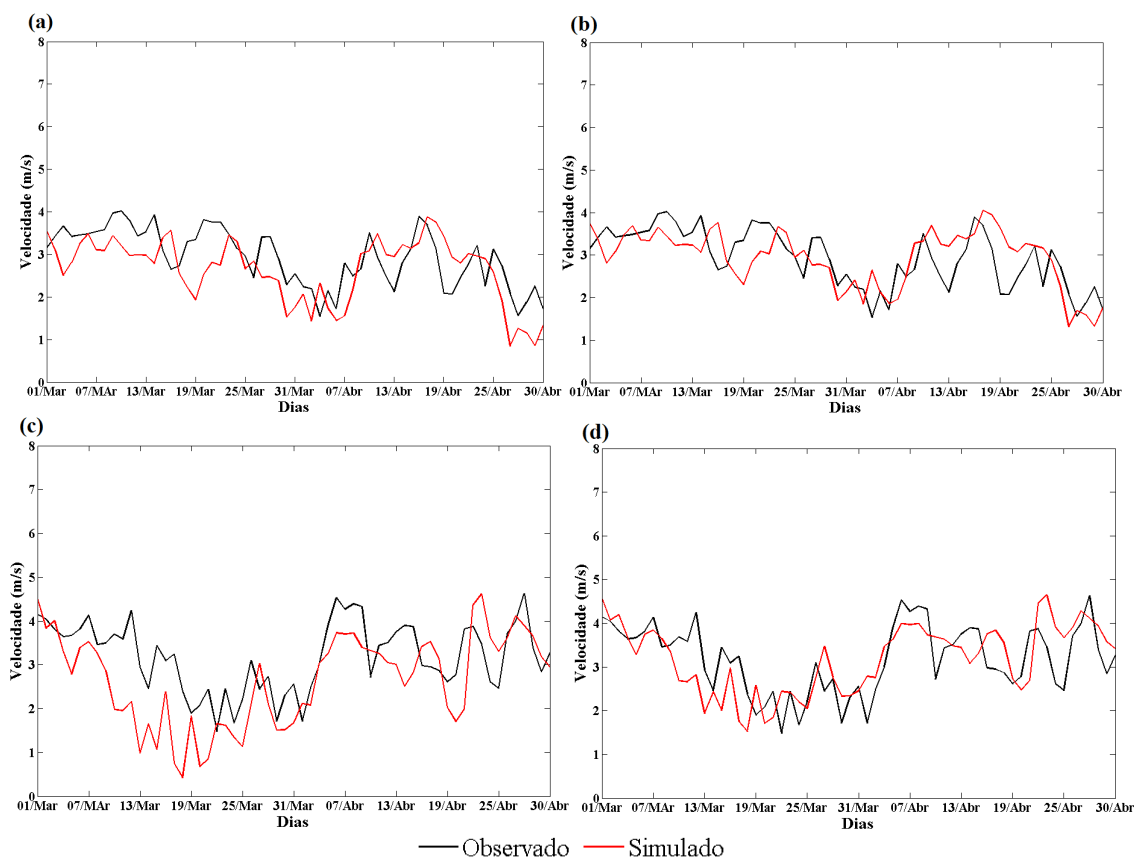 (a)
8
7
6
5
4
3
2
1
0
Velocidade (m/s)
01/Mar 07/MAr 13/Mar 19/Mar 25/Mar 31/Mar 07/Abr 13/Abr 19/Abr 25/Abr 30/Abr
Dias
(b)
8
7
6
5
4
3
2
1
0
Velocidade (m/s)
01/Mar 07/MAr 13/Mar 19/Mar 25/Mar 31/Mar 07/Abr 13/Abr 19/Abr 25/Abr 30/Abr
Dias
(c)
8
7
6
5
4
3
2
1
0
Velocidade (m/s)
01/Mar 07/MAr 13/Mar 19/Mar 25/Mar 31/Mar 07/Abr 13/Abr 19/Abr 25/Abr 30/Abr
Dias
(d)
8
7
6
5
4
3
2
1
0
Velocidade (m/s)
01/Mar 07/Mar 13/Mar 19/Mar 25/Mar 31/Mar 07/Abr 13/Abr 19/Abr 25/Abr 30/Abr
Dias
Observado Simulado